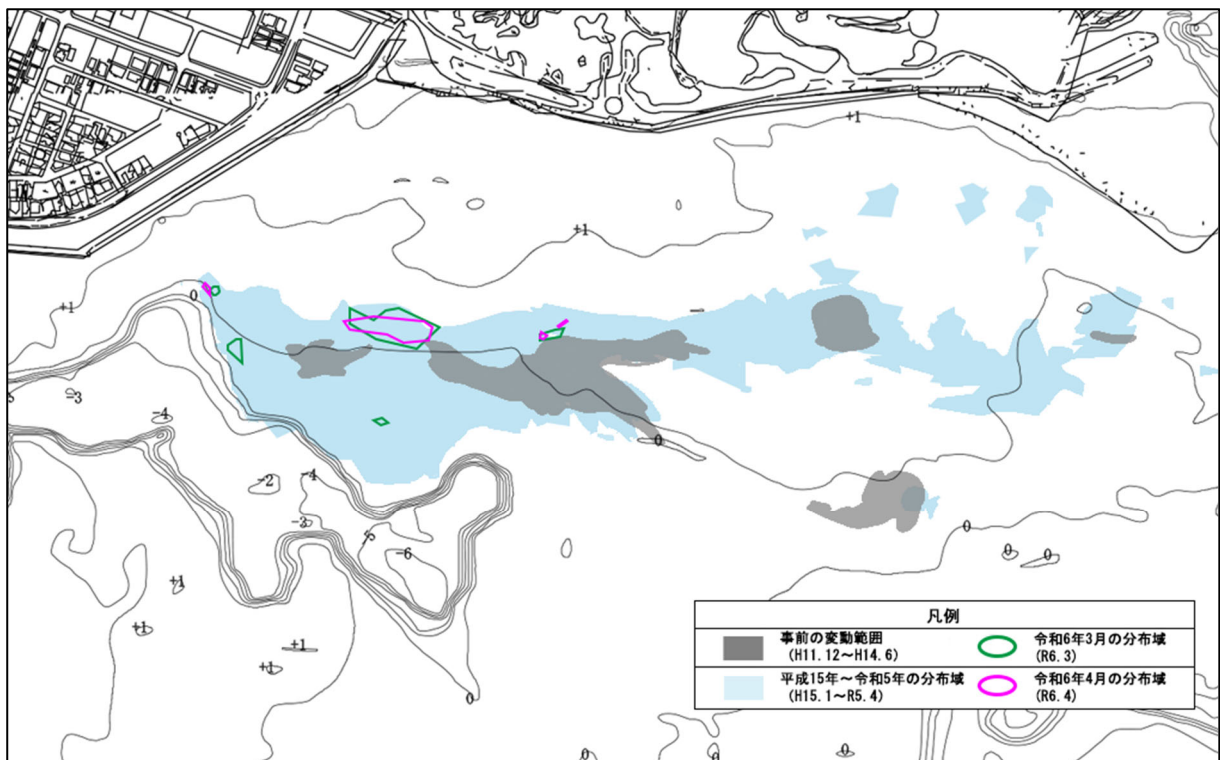 +1
+1
+1
0
-3
-4
-2
-4
-3
-6
0
0
0
0
+1
+1
+1
+1
0
0
0
0
凡例
事前の変動範囲
(H11.12～H14.6)
令和6年3月の分布域
(R6.3)
平成15年～令和5年の分布域
(H15.1～R5.4)
令和6年4月の分布域
(R6.4)